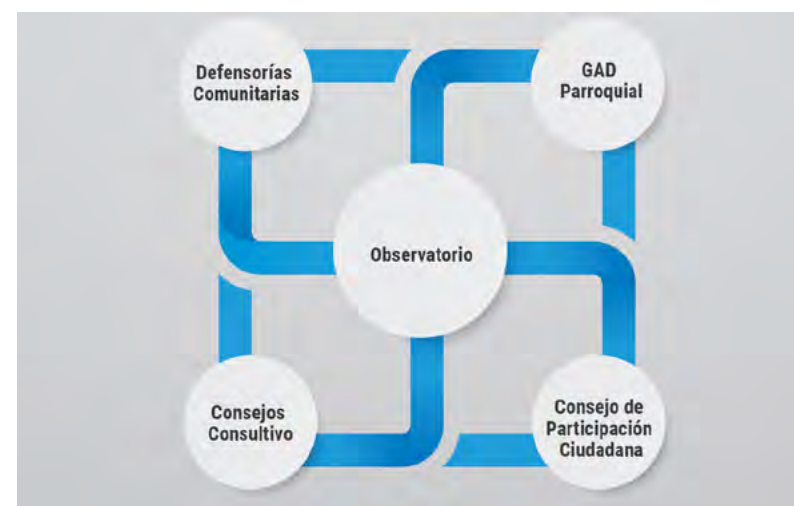 Defensorías
Comunitarias
GAD
Parroquial
Observatorio
Consejos
Consultivo
Consejo de
Participación
Ciudadana